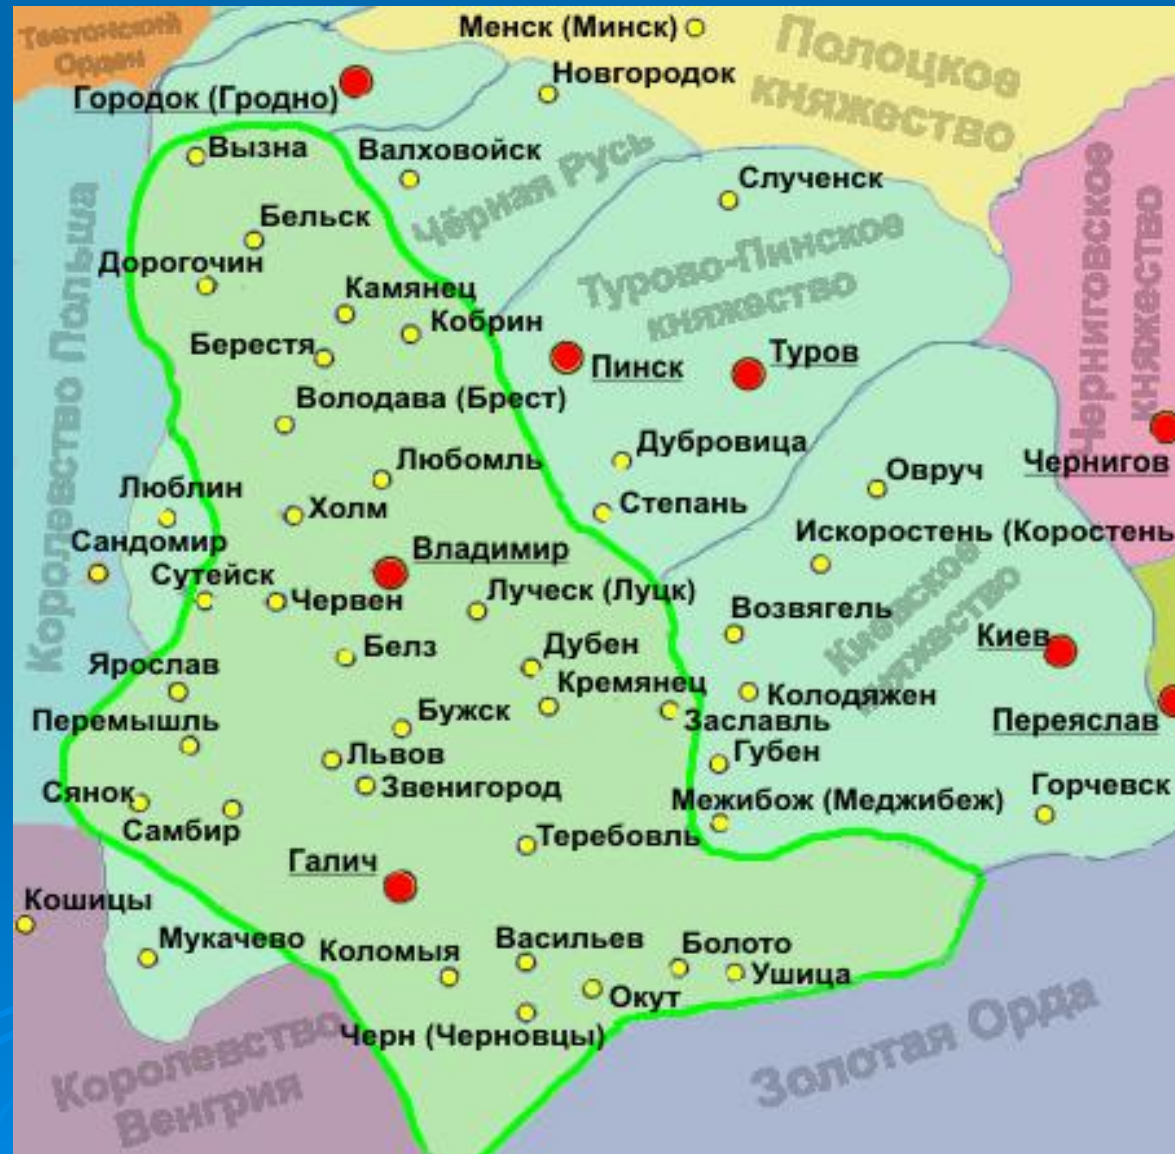 Тевтонский
Орден
Менск (Минск)
Полоцкое
княжество
Новгородок
Городок (Гродно)
Вызна
Валховойск
Чёрная Русь
Слученск
Черниговское
княжество
Бельск
Дорогочин
Турово-Пинское
княжество
Камянец
Кобрин
Берестя
Пинск
Туров
Королевство Польша
Володава (Брест)
Любомль
Дубровица
Овруч
Чернигов
Люблин
Холм
Степань
Искоростень (Коростень
Сандомир
Сутейск
Владимир
Червен
Луческ (Луцк)
Возвягель
Киевское
княжество
Киев
Белз
Дубен
Ярослав
Кремянец
Колодяжен
Заславль
Переяслав
Перемышль
Бужск
Львов
Губен
Звенигород
Сянок
Межибож (Меджибеж)
Горчевск
Самбир
Теребовль
Галич
Кошицы
Мукачево
Коломыя
Васильев
Болото
Ушица
Окут
Черн (Черновцы)
Королевство
Венгрия
Золотая Орда